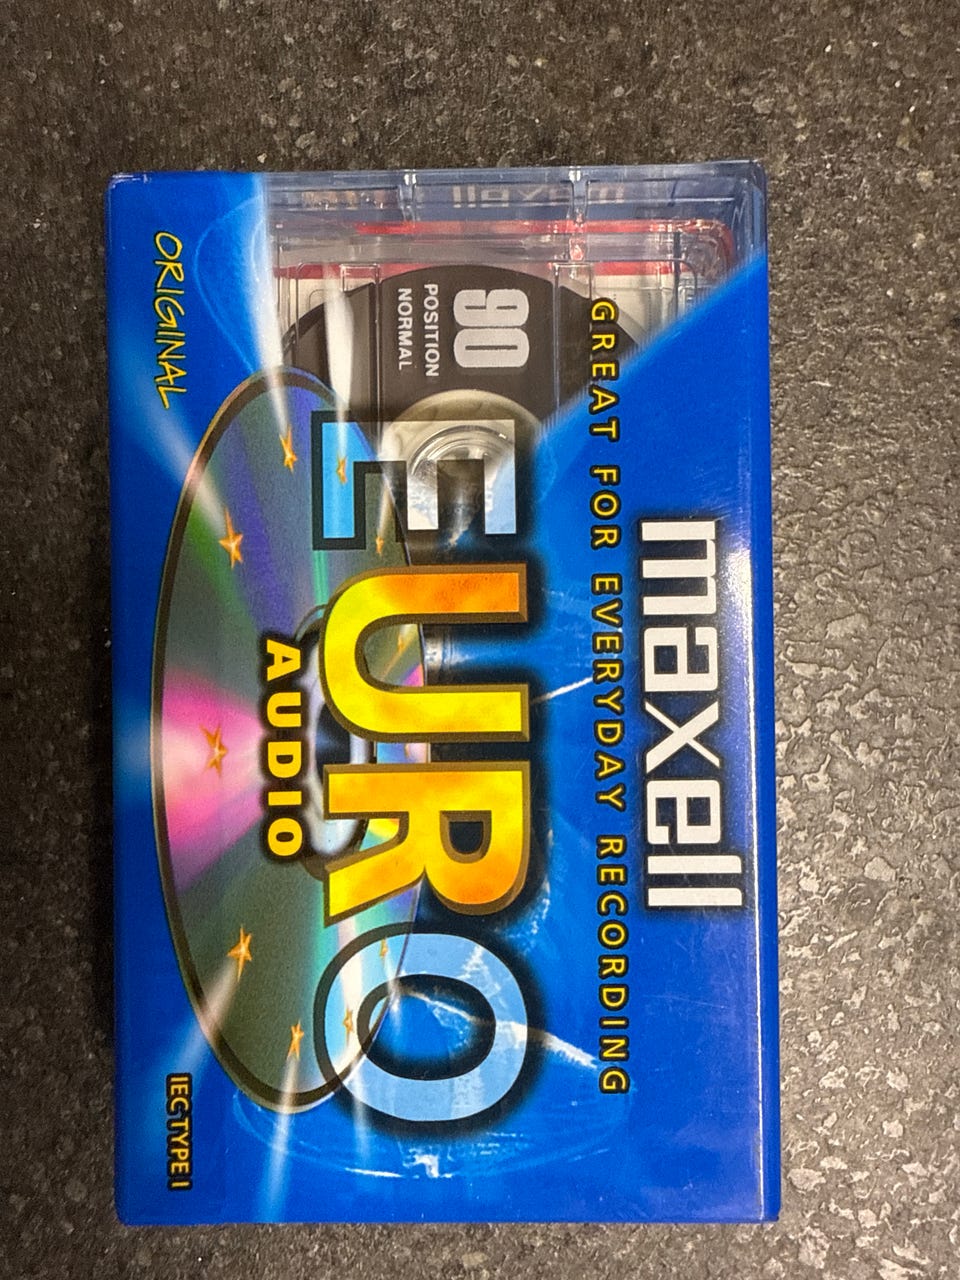 maxell
GREAT FOR EVERYDAY RECORDING
90
POSITION
NORMAL
EURO
AUDIO
ORIGINAL
IEC TYPE I